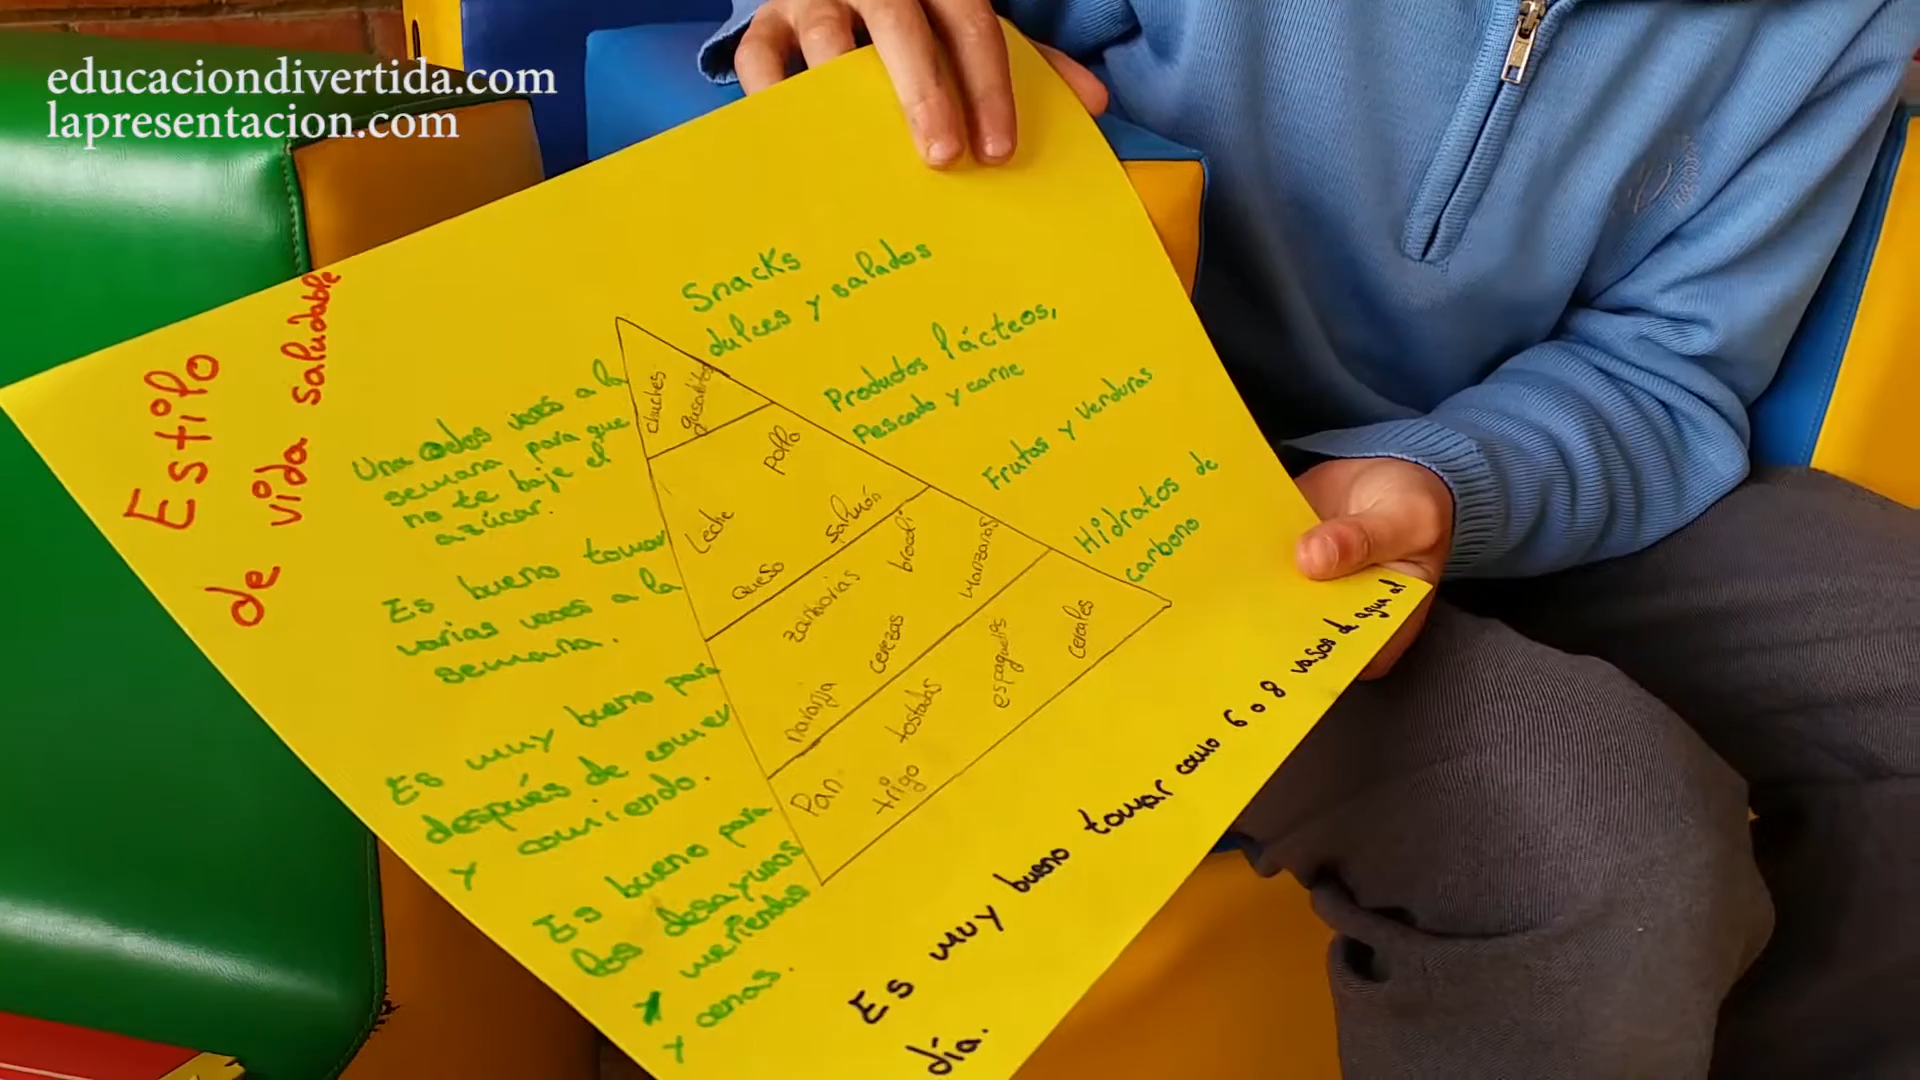 educaciondivertida.com
lapresentacion.com
Estilo
de vida saludable
Snacks
dulces y salados
Productos lácteos,
Pescado y carne
Frutas y verduras
Hidratos de
carbono
Una o dos veces a la
semana para que
no te baje el
azúcar.
Es bueno tomar
varias veces a la
semana.
Es muy bueno para
después de comer
y comiendo.
Es bueno para
los desayunos
meriendas
y cenas.
chuches
gusanitos
Pollo
Leche
salmón
Queso
brocoli
manzanas
zanahorias
cerezas
naranja
cereales
espaguetis
tostadas
trigo
Pan
Es muy bueno tomar como 6 o 8 vasos de agua al
día.